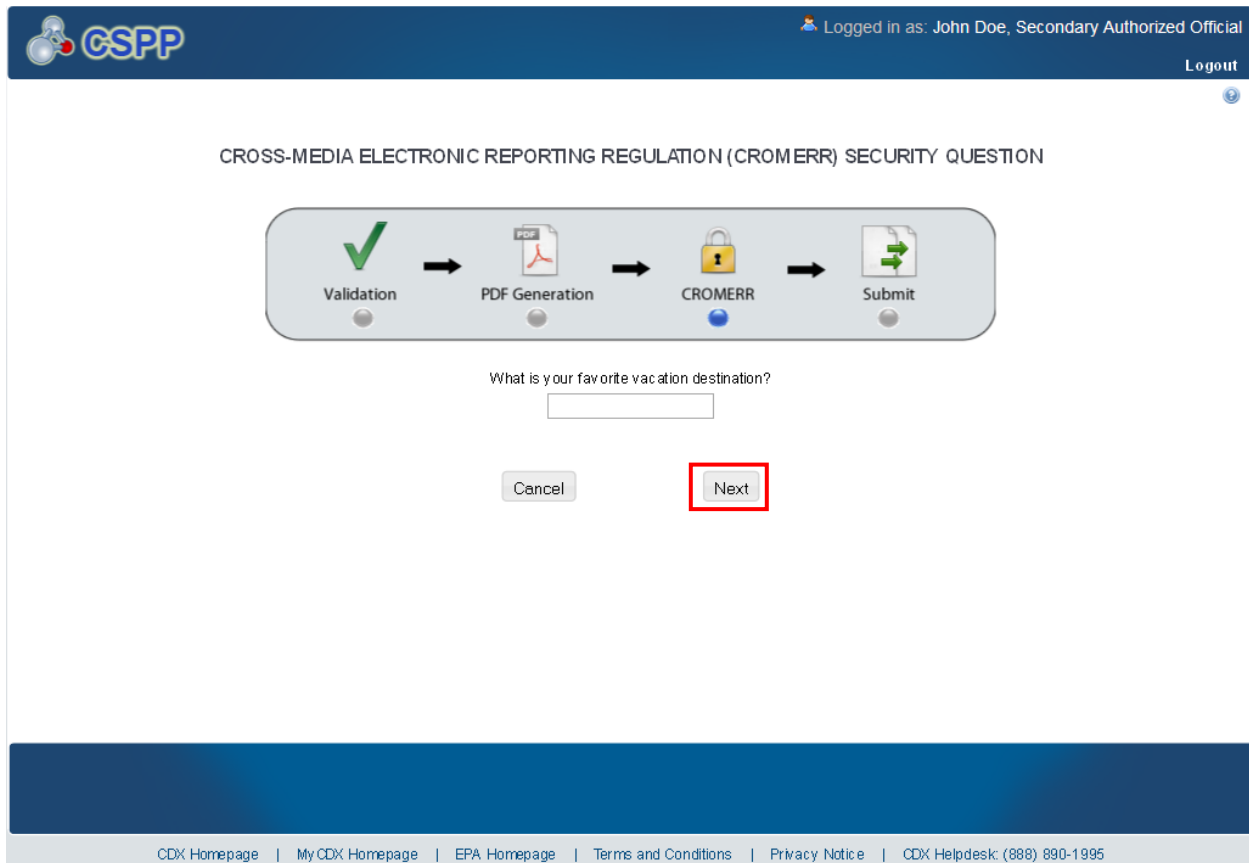 CSPP
Logged in as: John Doe, Secondary Authorized Official
Logout
CROSS-MEDIA ELECTRONIC REPORTING REGULATION (CROMERR) SECURITY QUESTION
PDF
Validation PDF Generation CROMERR Submit
What is your favorite vacation destination?
Cancel Next
CDX Homepage | MyCDX Homepage | EPA Homepage | Terms and Conditions | Privacy Notice | CDX Helpdesk: (888) 890-1995